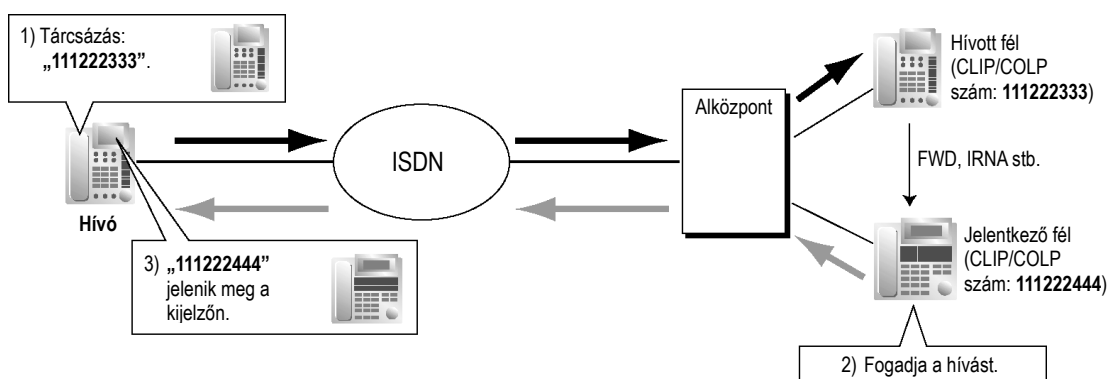 1) Tárcsázás:
„111222333”.
Hívó
3) „111222444”
jelenik meg a
kijelzőn.
ISDN
Alközpont
Hívott fél
(CLIP/COLP
szám: 111222333)
FWD, IRNA stb.
Jelentkező fél
(CLIP/COLP
szám: 111222444)
2) Fogadja a hívást.